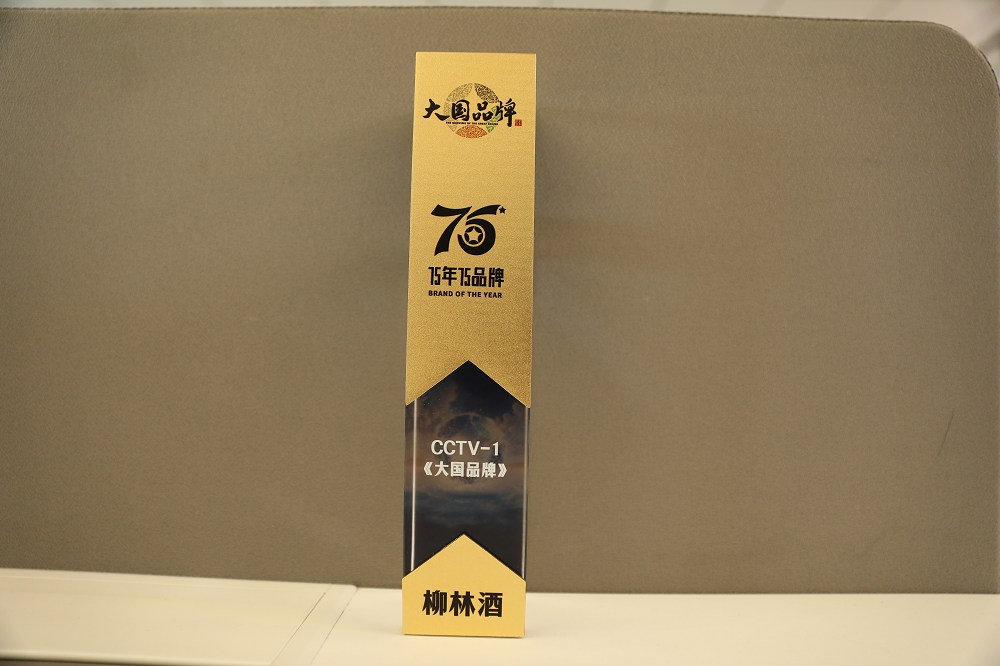 大国品牌
75
75年75品牌
BRAND OF THE YEAR
CCTV-1
《大国品牌》
柳林酒